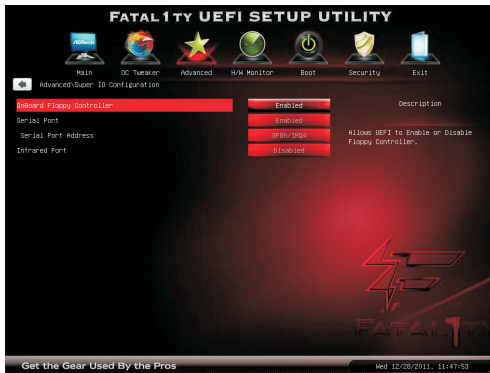 FATAL1TY UEFI SETUP UTILITY
ASRock
Main OC Tweaker Advanced H/W Monitor Boot Security Exit
Advanced\Super IO Configuration
OnBoard Floppy Controller Enabled
Serial Port Enabled
Serial Port Address 3F8h/IRQ4
Infrared Port Disabled
Description
Allows UEFI to Enable or Disable
Floppy Controller.
FATAL1TY
Get the Gear Used By the Pros
Wed 12/28/2011, 11:47:53